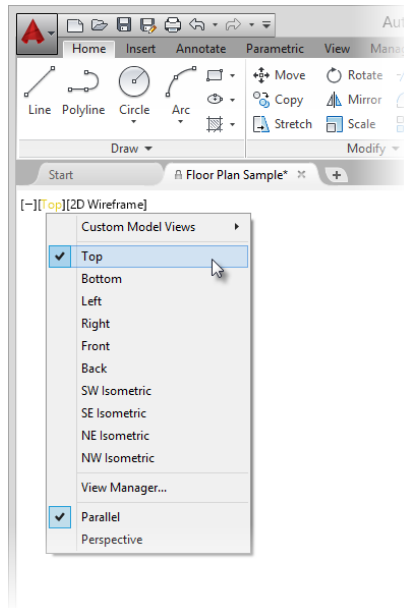 Au
Home Insert Annotate Parametric View Mana
Line Polyline Circle Arc
Move Rotate
Copy Mirror
Stretch Scale
Draw Modify
Start Floor Plan Sample*
[−][Top][2D Wireframe]
Custom Model Views
Top
Bottom
Left
Right
Front
Back
SW Isometric
SE Isometric
NE Isometric
NW Isometric
View Manager...
Parallel
Perspective